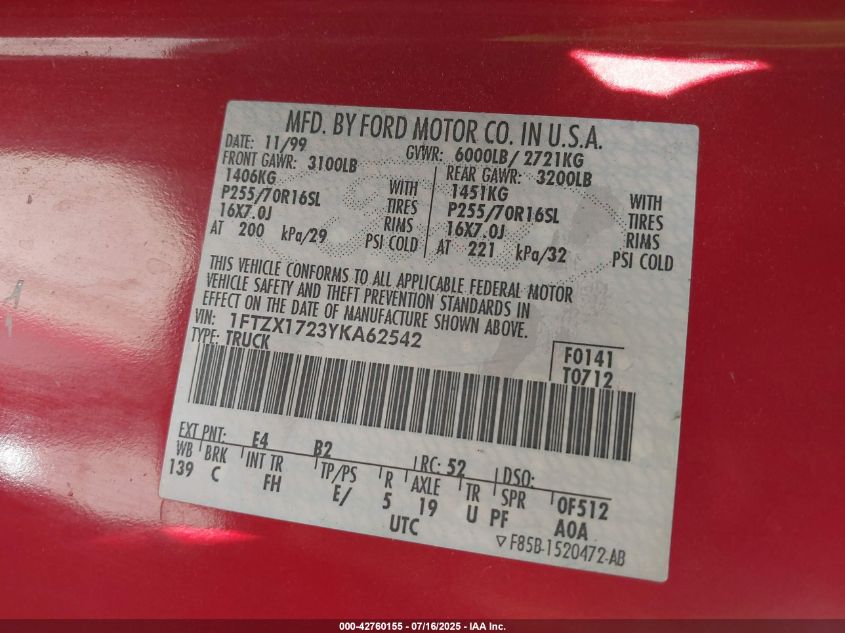 MFD. BY FORD MOTOR CO. IN U.S.A.
DATE: 11/99 GVWR: 6000LB/ 2721KG
FRONT GAWR: 3100LB REAR GAWR: 3200LB
1406KG WITH 1451KG WITH
P255/70R16SL TIRES P255/70R16SL TIRES
16X7.0J RIMS 16X7.0J RIMS
AT 200 kPa/29 PSI COLD AT 221 kPa/32 PSI COLD
THIS VEHICLE CONFORMS TO ALL APPLICABLE FEDERAL MOTOR
VEHICLE SAFETY AND THEFT PREVENTION STANDARDS IN
EFFECT ON THE DATE OF MANUFACTURE SHOWN ABOVE.
VIN: 1FTZX1723YKA62542
TYPE: TRUCK
F0141
T0712
EXT PNT: E4 B2 RC: 52 DSO:
WB BRK INT TR TP/PS R AXLE TR SPR 0F512
139 C FH E/ 5 19 U PF A0A
UTC
▽ F85B-1520472-AB
000-42760155 - 07/16/2025 - IAA Inc.